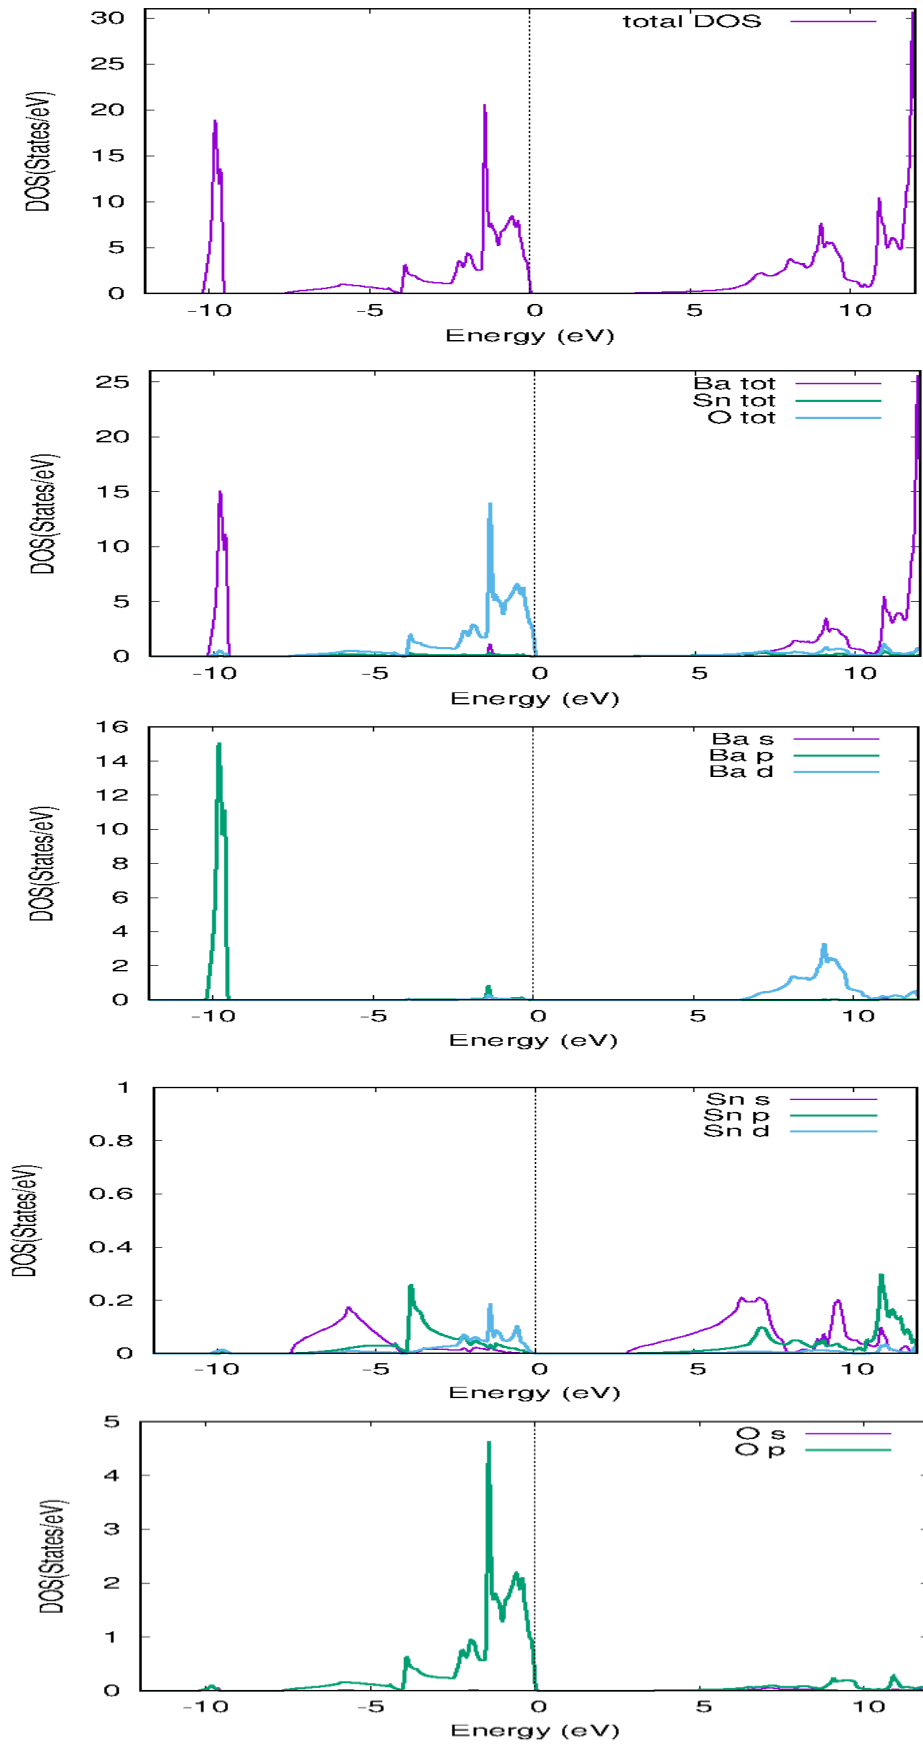 total DOS
DOS(States/eV)
30
25
20
15
10
5
0
-10 -5 0 5 10
Energy (eV)
Ba tot
Sn tot
O tot
DOS(States/eV)
25
20
15
10
5
0
-10 -5 0 5 10
Energy (eV)
Ba s
Ba p
Ba d
DOS(States/eV)
16
14
12
10
8
6
4
2
0
-10 -5 0 5 10
Energy (eV)
Sn s
Sn p
Sn d
DOS(States/eV)
1
0.8
0.6
0.4
0.2
0
-10 -5 0 5 10
Energy (eV)
O s
O p
DOS(States/eV)
5
4
3
2
1
0
-10 -5 0 5 10
Energy (eV)